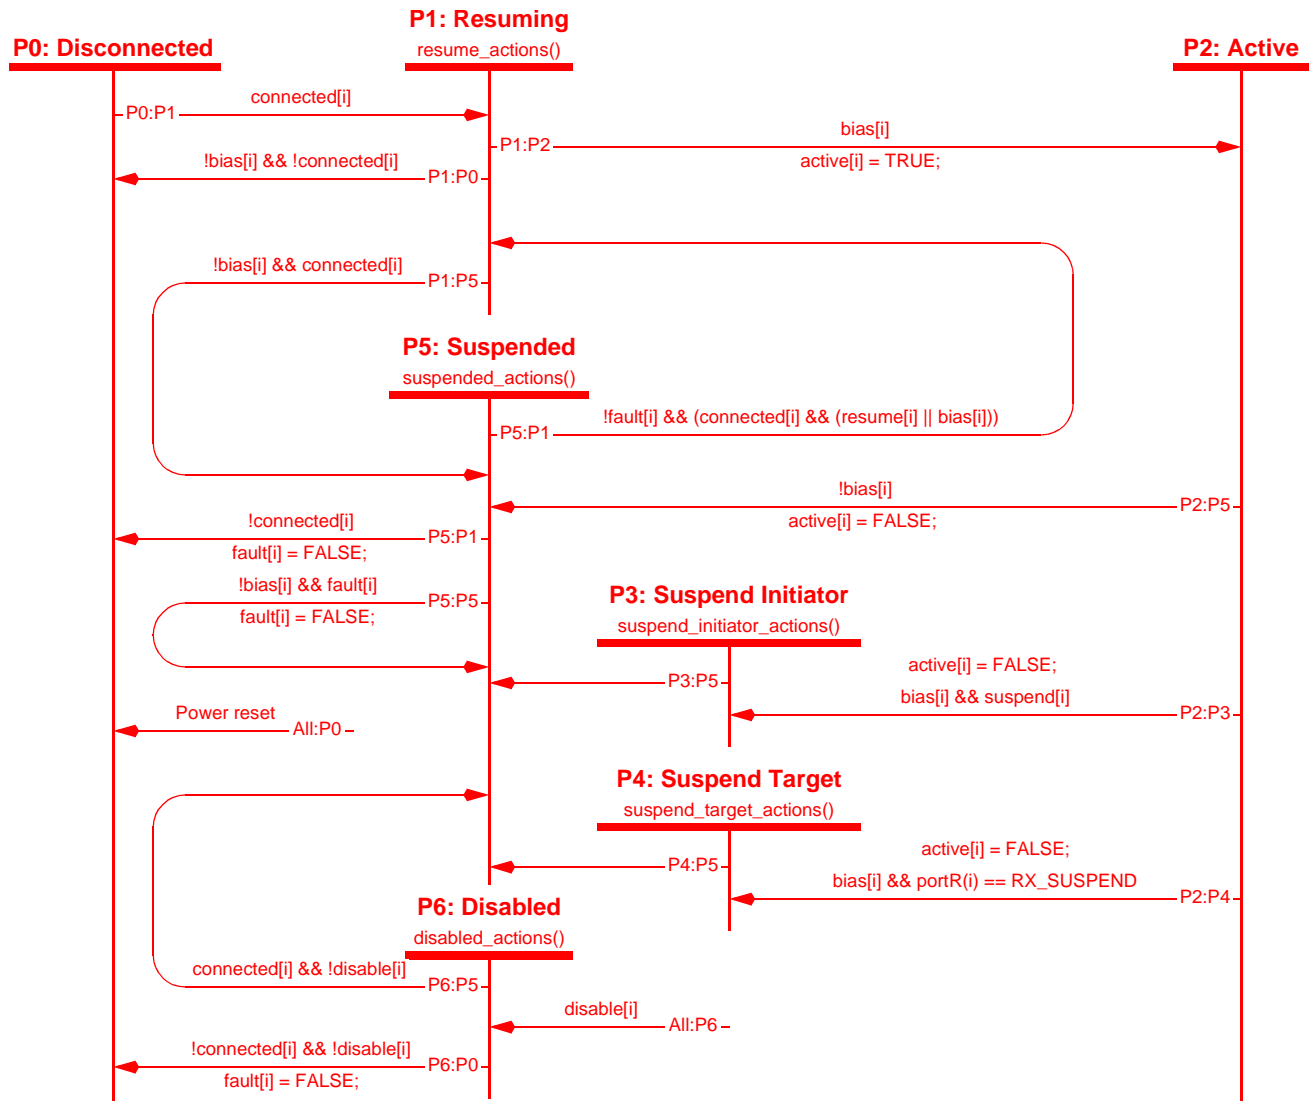 P1: Resuming
resume_actions()
P0: Disconnected
P2: Active
connected[i]
P0:P1
bias[i]
P1:P2
active[i] = TRUE;
!bias[i] && !connected[i]
P1:P0
!bias[i] && connected[i]
P1:P5
P5: Suspended
suspended_actions()
!fault[i] && (connected[i] && (resume[i] || bias[i]))
P5:P1
!bias[i]
P2:P5
active[i] = FALSE;
!connected[i]
P5:P1
fault[i] = FALSE;
!bias[i] && fault[i]
P5:P5
fault[i] = FALSE;
P3: Suspend Initiator
suspend_initiator_actions()
active[i] = FALSE;
P3:P5
bias[i] && suspend[i]
P2:P3
Power reset
All:P0
P4: Suspend Target
suspend_target_actions()
active[i] = FALSE;
P4:P5
bias[i] && portR(i) == RX_SUSPEND
P2:P4
P6: Disabled
disabled_actions()
connected[i] && !disable[i]
P6:P5
disable[i]
All:P6
!connected[i] && !disable[i]
P6:P0
fault[i] = FALSE;